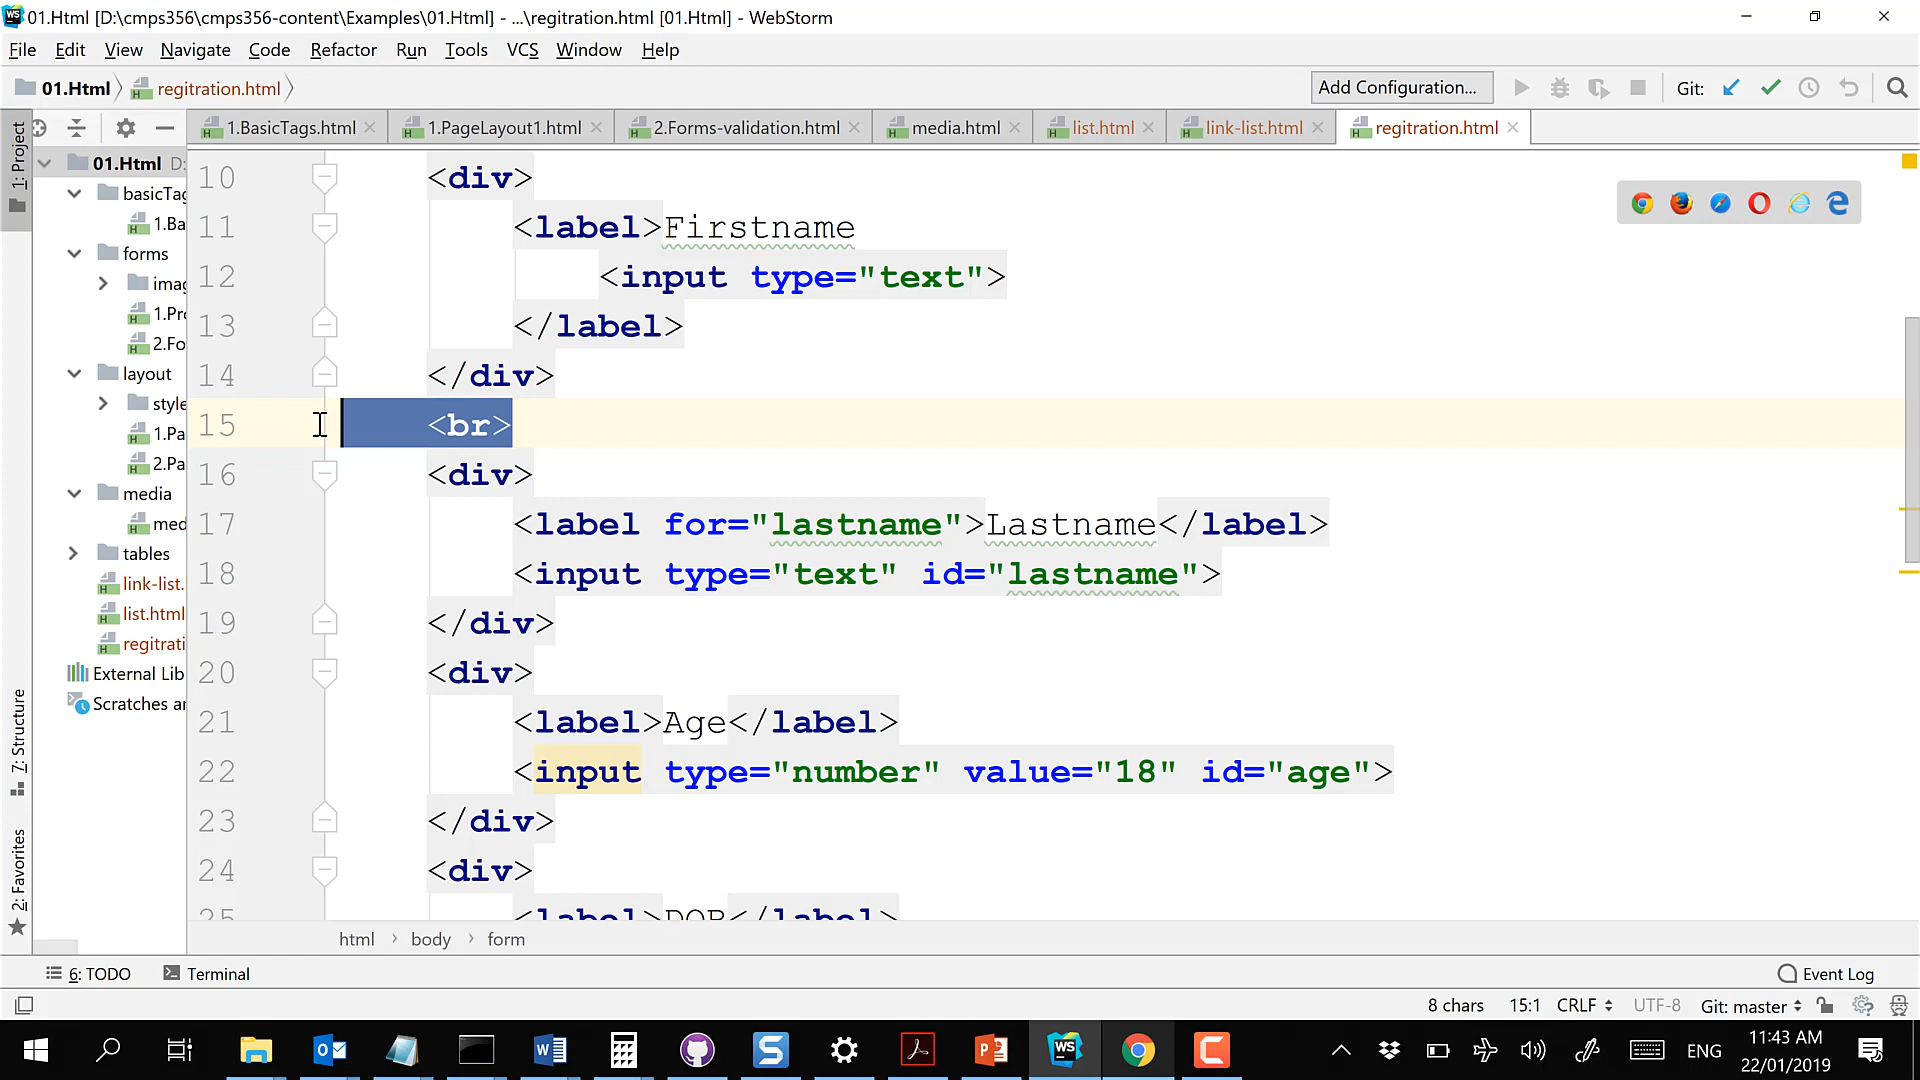 01.Html [D:\cmps356\cmps356-content\Examples\01.Html] - ...\regitration.html [01.Html] - WebStorm
File Edit View Navigate Code Refactor Run Tools VCS Window Help
01.Html regitration.html Add Configuration... Git:
1.BasicTags.html 1.PageLayout1.html 2.Forms-validation.html media.html list.html link-list.html regitration.html
1: Project
7: Structure
2: Favorites
01.Html D:
basicTag
1.Ba
forms
imag
1.Pro
2.Fo
layout
style
1.Pa
2.Pa
media
med
tables
link-list.
list.html
regitrati
External Lib
Scratches ar
10 <div>
11 <label>Firstname
12 <input type="text">
13 </label>
14 </div>
15 <br>
16 <div>
17 <label for="lastname">Lastname</label>
18 <input type="text" id="lastname">
19 </div>
20 <div>
21 <label>Age</label>
22 <input type="number" value="18" id="age">
23 </div>
24 <div>
25 <label>DOB</label>
html body form
6: TODO Terminal Event Log
8 chars 15:1 CRLF UTF-8 Git: master
ENG 11:43 AM
22/01/2019